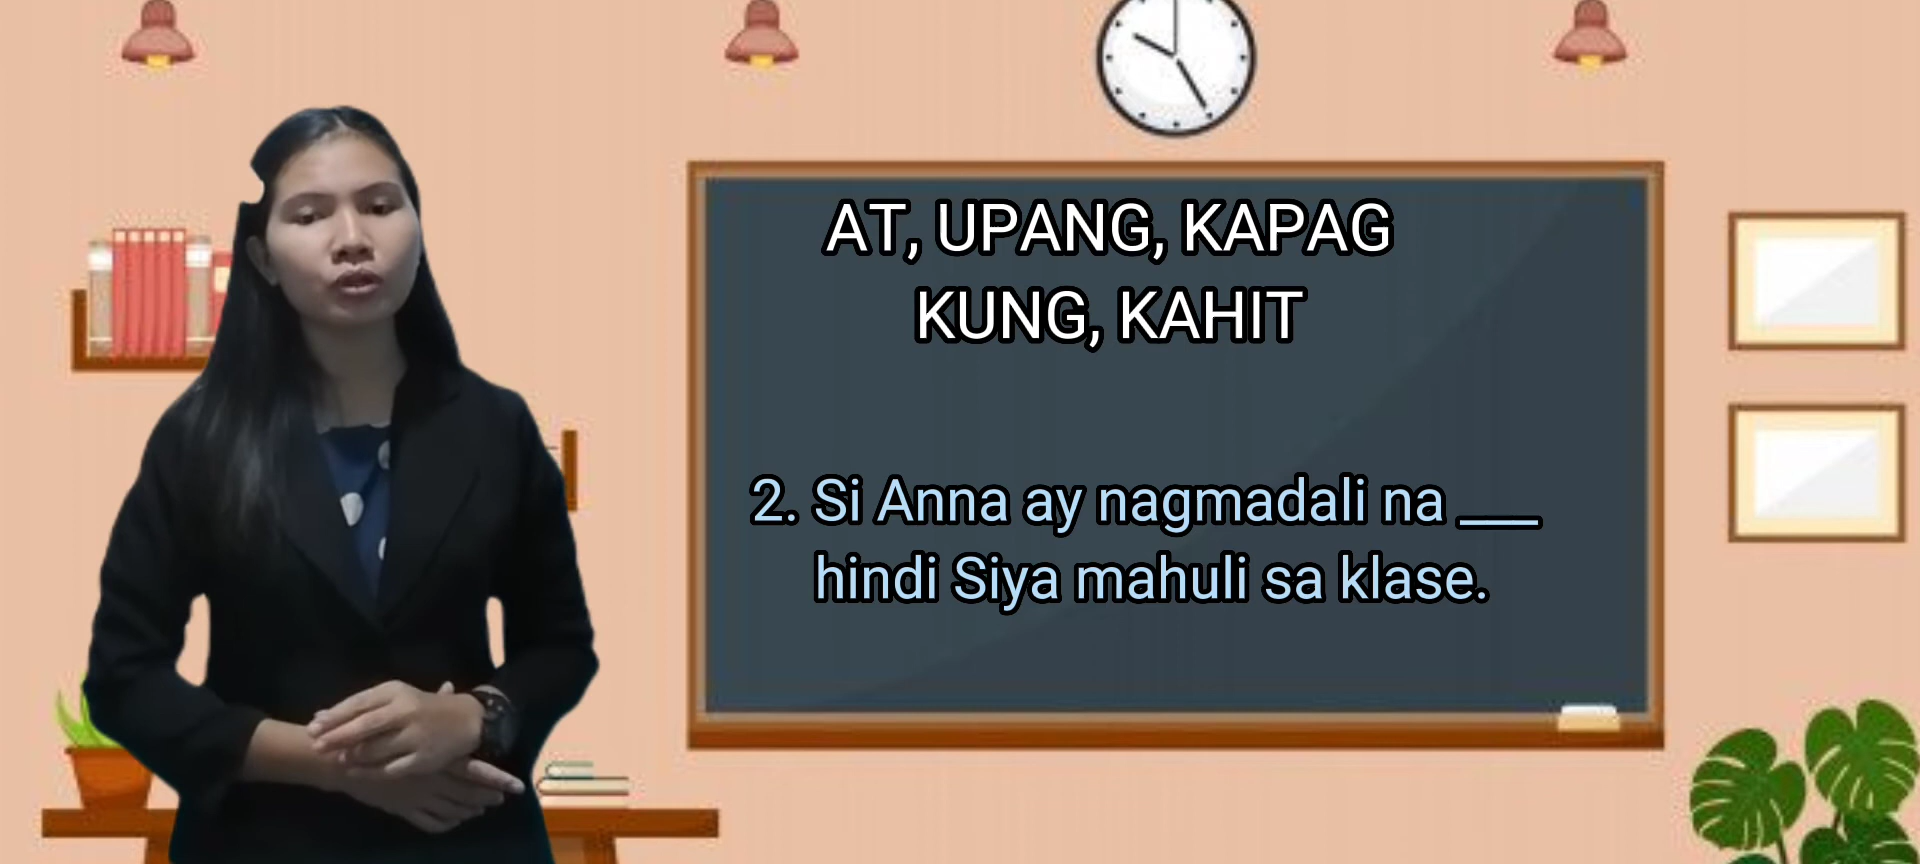 AT, UPANG, KAPAG
KUNG, KAHIT
2. Si Anna ay nagmadali na ___
hindi Siya mahuli sa klase.